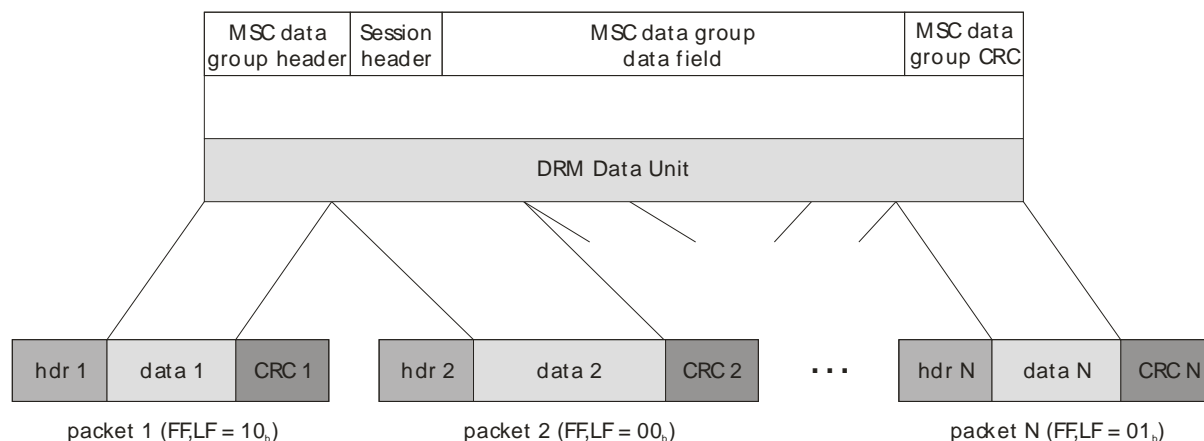 MSC data group header
Session header
MSC data group data field
MSC data group CRC
DRM Data Unit
hdr 1
data 1
CRC 1
hdr 2
data 2
CRC 2
...
hdr N
data N
CRC N
packet 1 (FF,LF = 10b)
packet 2 (FF,LF = 00b)
packet N (FF,LF = 01b)